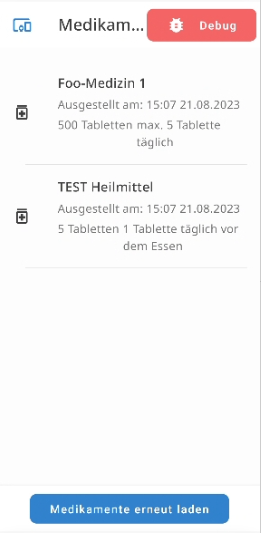 Medikam...
Debug
Foo-Medizin 1
Ausgestellt am: 15:07 21.08.2023
500 Tabletten max. 5 Tablette
täglich
TEST Heilmittel
Ausgestellt am: 15:07 21.08.2023
5 Tabletten 1 Tablette täglich vor
dem Essen
Medikamente erneut laden